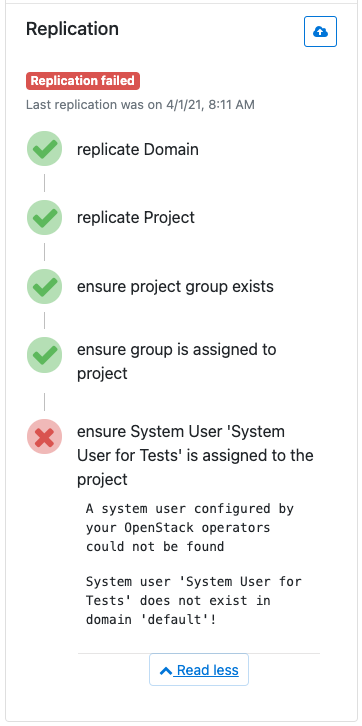 Replication
Replication failed
Last replication was on 4/1/21, 8:11 AM
replicate Domain
replicate Project
ensure project group exists
ensure group is assigned to
project
ensure System User 'System
User for Tests' is assigned to the
project
A system user configured by
your OpenStack operators
could not be found
System user 'System User for
Tests' does not exist in
domain 'default'!
Read less